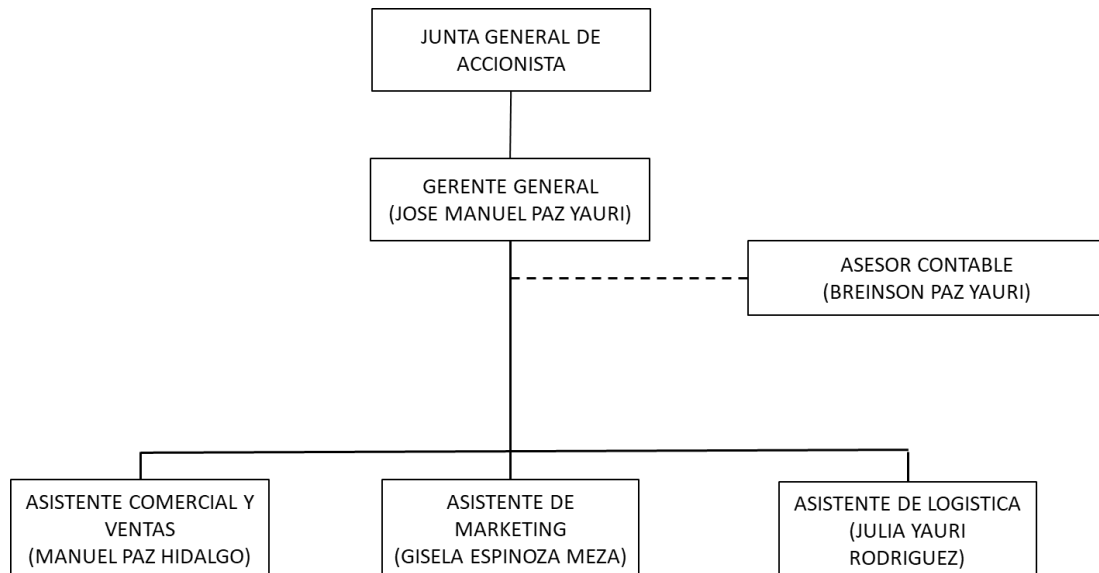 JUNTA GENERAL DE
ACCIONISTA
GERENTE GENERAL
(JOSE MANUEL PAZ YAURI)
ASESOR CONTABLE
(BREINSON PAZ YAURI)
ASISTENTE COMERCIAL Y
VENTAS
(MANUEL PAZ HIDALGO)
ASISTENTE DE
MARKETING
(GISELA ESPINOZA MEZA)
ASISTENTE DE LOGISTICA
(JULIA YAURI
RODRIGUEZ)